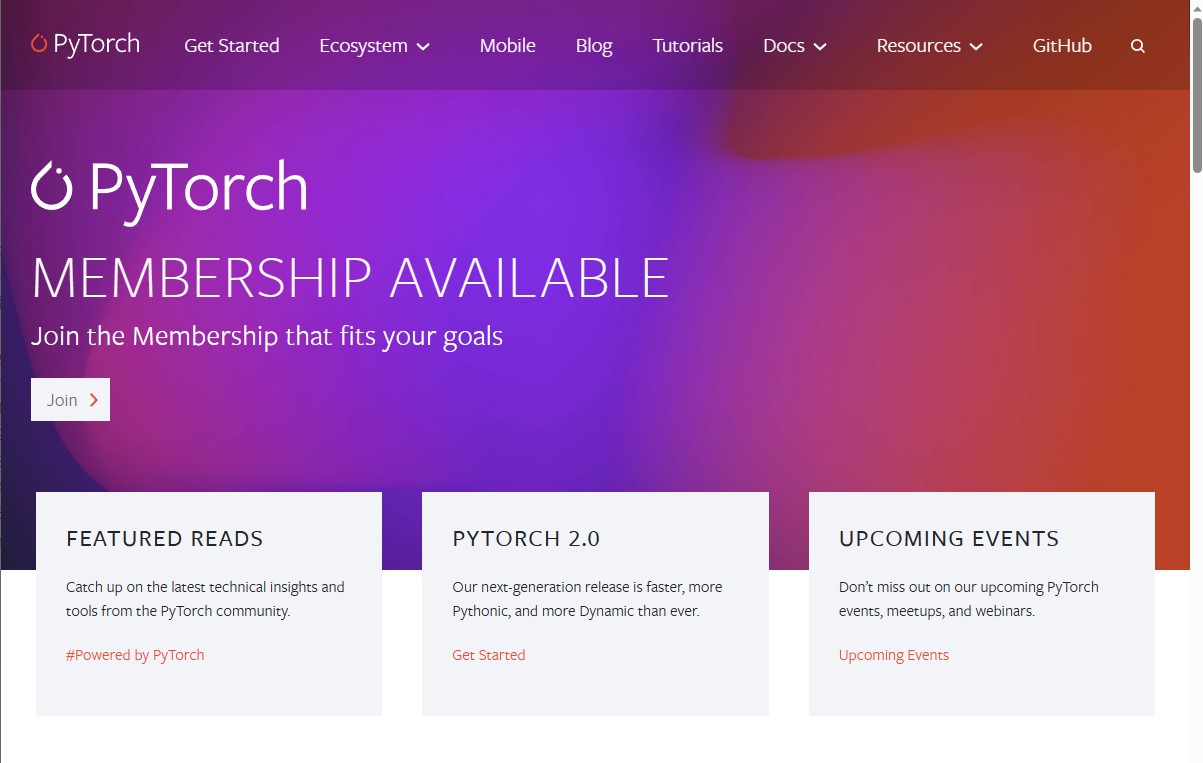 PyTorch Get Started Ecosystem Mobile Blog Tutorials Docs Resources GitHub
PyTorch
MEMBERSHIP AVAILABLE
Join the Membership that fits your goals
Join
FEATURED READS
Catch up on the latest technical insights and
tools from the PyTorch community.
#Powered by PyTorch
PYTORCH 2.0
Our next-generation release is faster, more
Pythonic, and more Dynamic than ever.
Get Started
UPCOMING EVENTS
Don’t miss out on our upcoming PyTorch
events, meetups, and webinars.
Upcoming Events